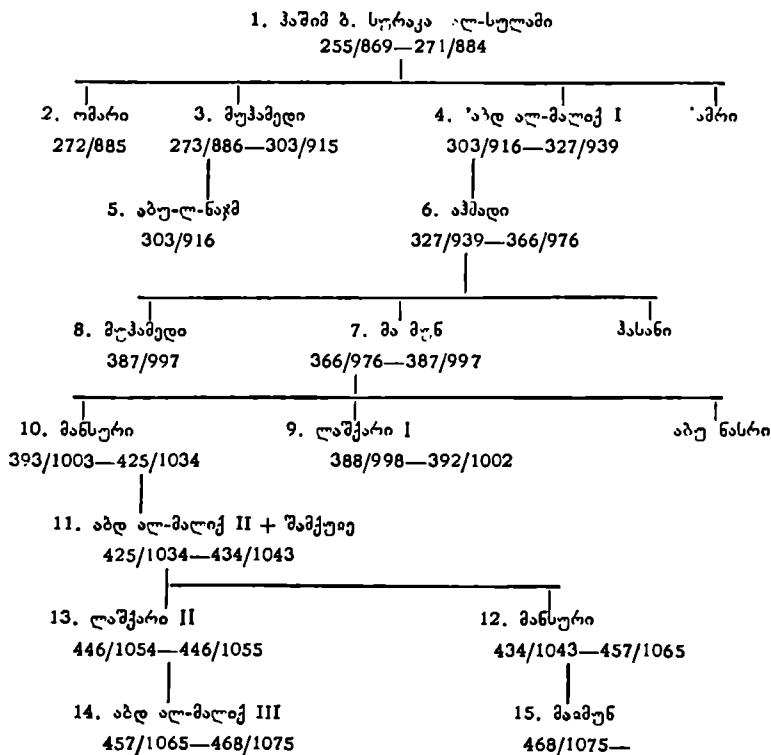 1. ჰაშიმ ბ. სურაკა ალ-სულამი
255/869—271/884
2. ომარი 3. მუჰამედი 4. 'აბდ ალ-მალიქ I 'ამრი
272/885 273/886—303/915 303/916—327/939
5. აბუ-ლ-ნაჯმ 6. აჰმადი
303/916 327/939—366/976
8. მუჰამედი 7. მა'მუნ ჰასანი
387/997 366/976—387/997
10. მანსური 9. ლაშქარი I აბუ ნასრი
393/1003—425/1034 388/998—392/1002
11. აბდ ალ-მალიქ II + შამქუიე
425/1034—434/1043
13. ლაშქარი II 12. მანსური
446/1054—446/1055 434/1043—457/1065
14. აბდ ალ-მალიქ III 15. მაიმუნ
457/1065—468/1075 468/1075—